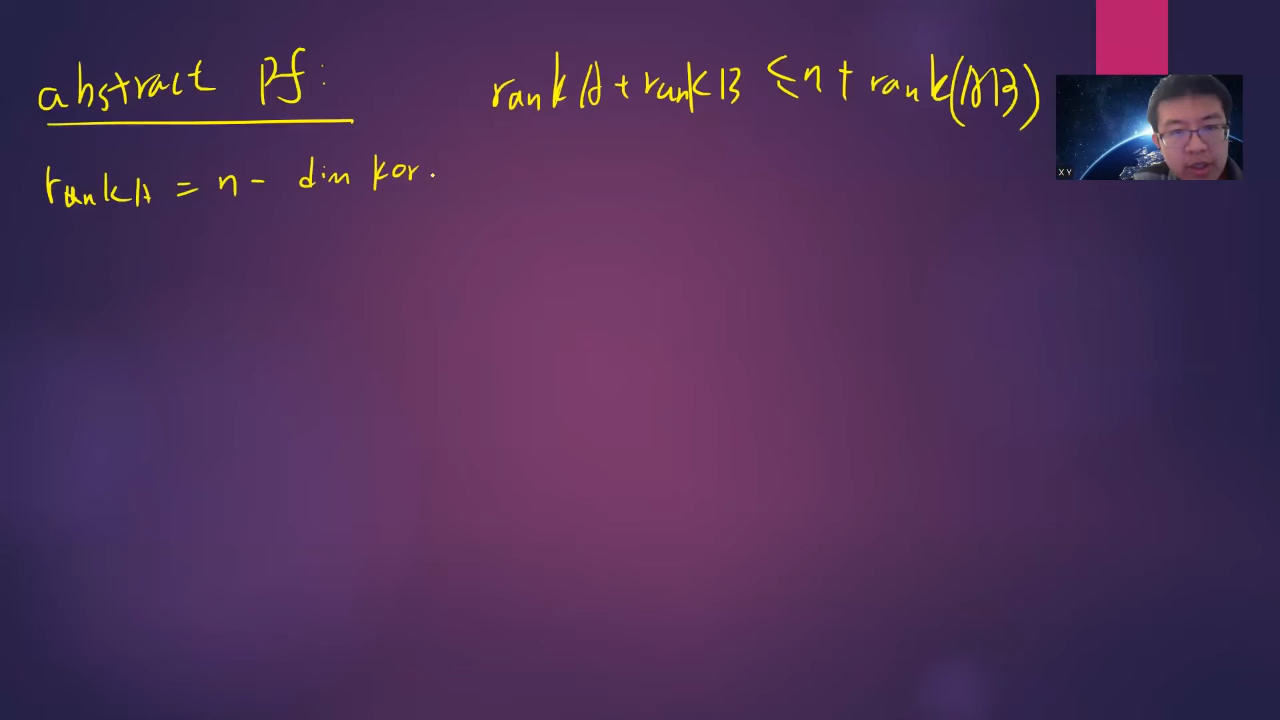 abstract Pf:
rank A + rank B ≤ n + rank(AB)
rank A = n - dim ker.
X Y